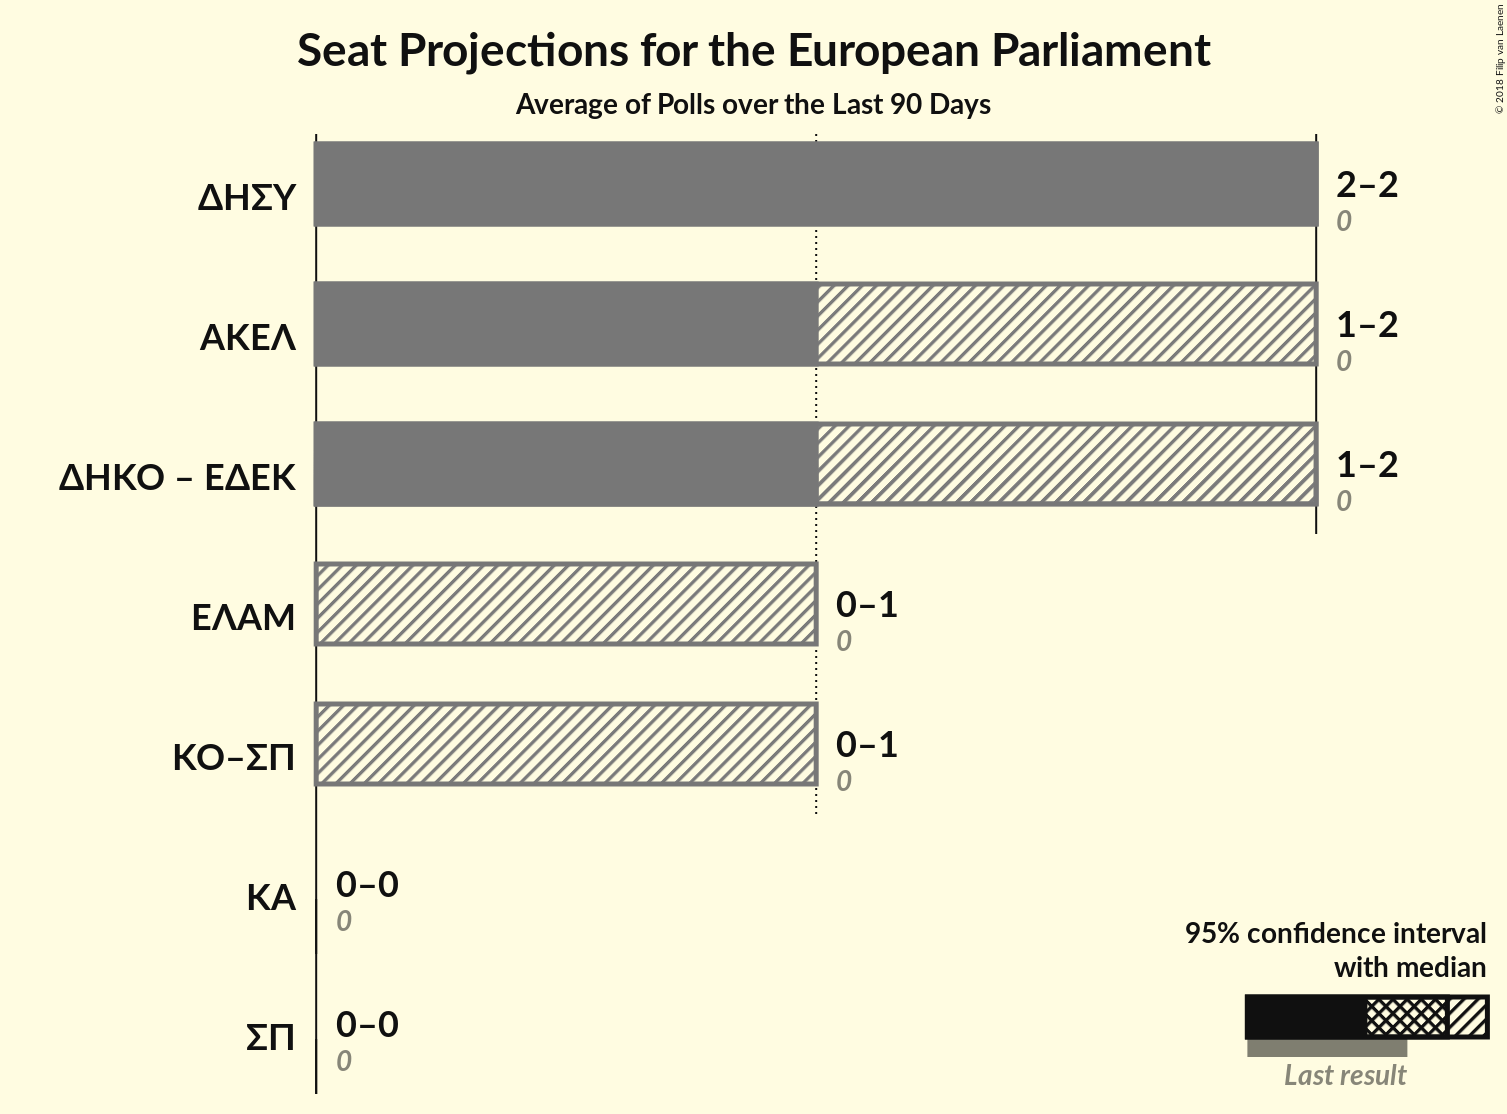 Seat Projections for the European Parliament
Average of Polls over the Last 90 Days
© 2018 Filip van Laenen
ΔΗΣΥ
2–2
0
ΑΚΕΛ
1–2
0
ΔΗΚΟ – ΕΔΕΚ
1–2
0
ΕΛΑΜ
0–1
0
ΚΟ–ΣΠ
0–1
0
ΚΑ
0–0
0
ΣΠ
0–0
0
95% confidence interval
with median
Last result